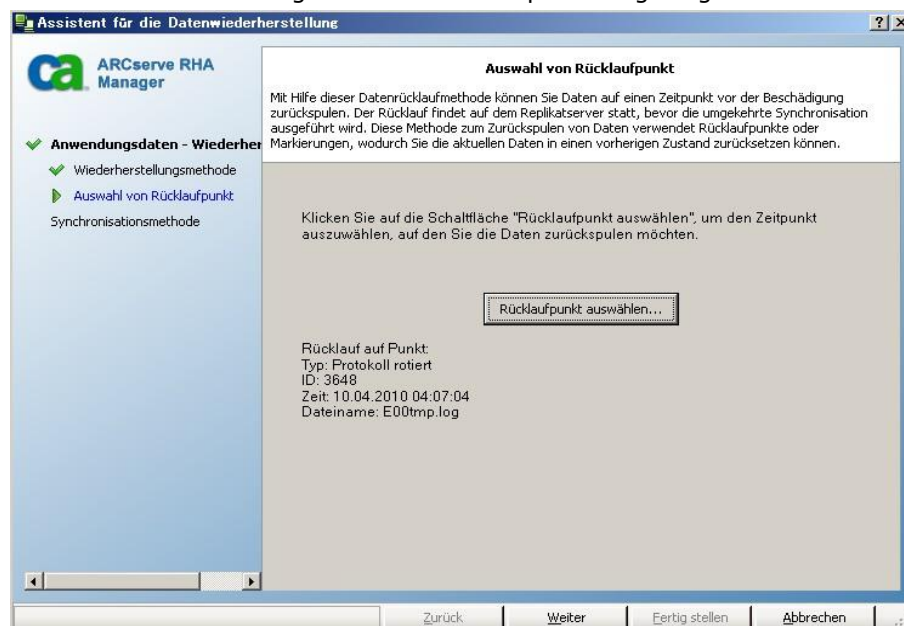 Assistent für die Datenwiederherstellung
ca
ARCserve RHA
Manager
Anwendungsdaten - Wiederher
Wiederherstellungsmethode
Auswahl von Rücklaufpunkt
Synchronisationsmethode
Auswahl von Rücklaufpunkt
Mit Hilfe dieser Datenrücklaufmethode können Sie Daten auf einen Zeitpunkt vor der Beschädigung
zurückspulen. Der Rücklauf findet auf dem Replikatserver statt, bevor die umgekehrte Synchronisation
ausgeführt wird. Diese Methode zum Zurückspulen von Daten verwendet Rücklaufpunkte oder
Markierungen, wodurch Sie die aktuellen Daten in einen vorherigen Zustand zurücksetzen können.
Klicken Sie auf die Schaltfläche "Rücklaufpunkt auswählen", um den Zeitpunkt
auszuwählen, auf den Sie die Daten zurückspulen möchten.
Rücklaufpunkt auswählen...
Rücklauf auf Punkt:
Typ: Protokoll rotiert
ID: 3648
Zeit: 10.04.2010 04:07:04
Dateiname: E00tmp.log
Zurück
Weiter
Fertig stellen
Abbrechen